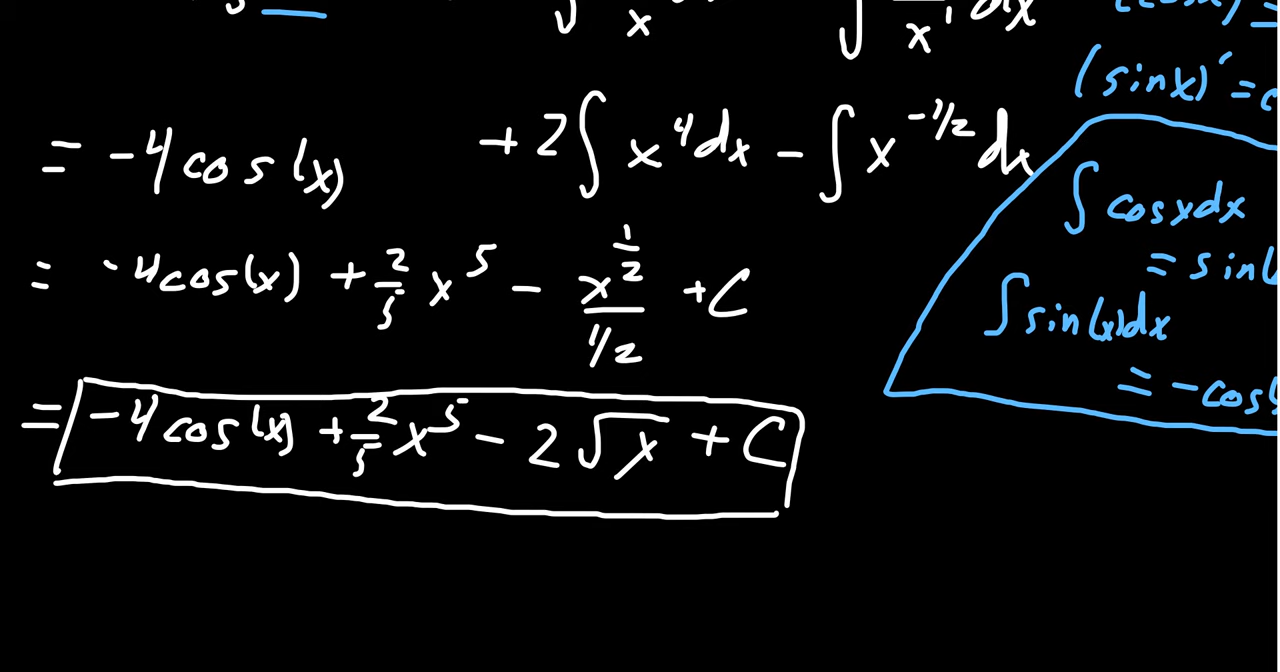 = -4cos(x) + 2∫x⁴dx - ∫x^(-1/2)dx
= -4cos(x) + 2/5 x⁵ - x^(1/2)/(1/2) + C
= -4cos(x) + 2/5 x⁵ - 2√x + C
(sinx)' = c
∫cosxdx
= sin(
∫sin(x)dx
= -cos(